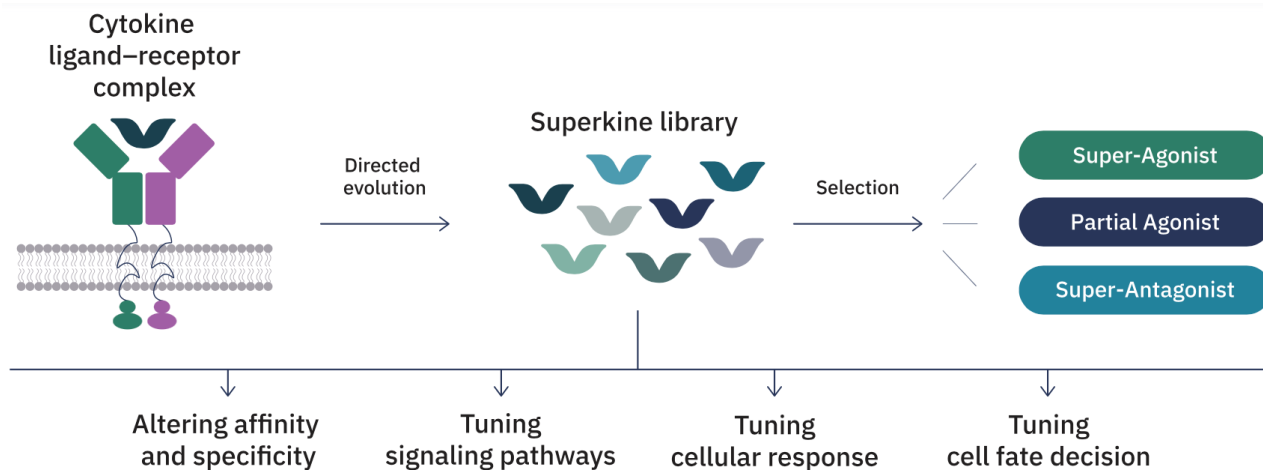 Cytokine
ligand–receptor
complex
Directed
evolution
Superkine library
Selection
Super-Agonist
Partial Agonist
Super-Antagonist
Altering affinity
and specificity
Tuning
signaling pathways
Tuning
cellular response
Tuning
cell fate decision